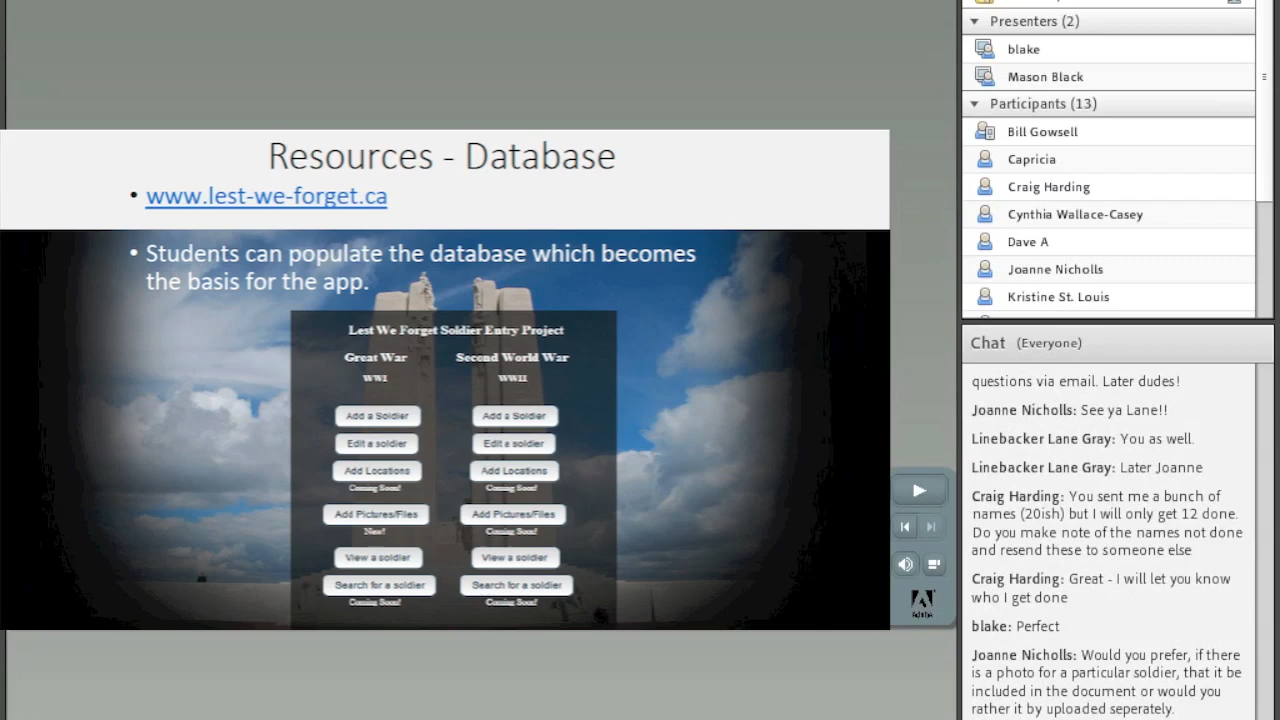 Resources - Database
• www.lest-we-forget.ca
• Students can populate the database which becomes
the basis for the app.
Lest We Forget Soldier Entry Project
Great War
Second World War
WWI
WWII
Add a Soldier
Add a Soldier
Edit a soldier
Edit a soldier
Add Locations
Add Locations
Coming Soon!
Coming Soon!
Add Pictures/Files
Add Pictures/Files
New!
Coming Soon!
View a soldier
View a soldier
Search for a soldier
Search for a soldier
Coming Soon!
Coming Soon!
Adobe
Presenters (2)
blake
Mason Black
Participants (13)
Bill Gowsell
Capricia
Craig Harding
Cynthia Wallace-Casey
Dave A
Joanne Nicholls
Kristine St. Louis
Chat (Everyone)
questions via email. Later dudes!
Joanne Nicholls: See ya Lane!!
Linebacker Lane Gray: You as well.
Linebacker Lane Gray: Later Joanne
Craig Harding: You sent me a bunch of
names (20ish) but I will only get 12 done.
Do you make note of the names not done
and resend these to someone else
Craig Harding: Great - I will let you know
who I get done
blake: Perfect
Joanne Nicholls: Would you prefer, if there
is a photo for a particular soldier, that it be
included in the document or would you
rather it by uploaded seperately.